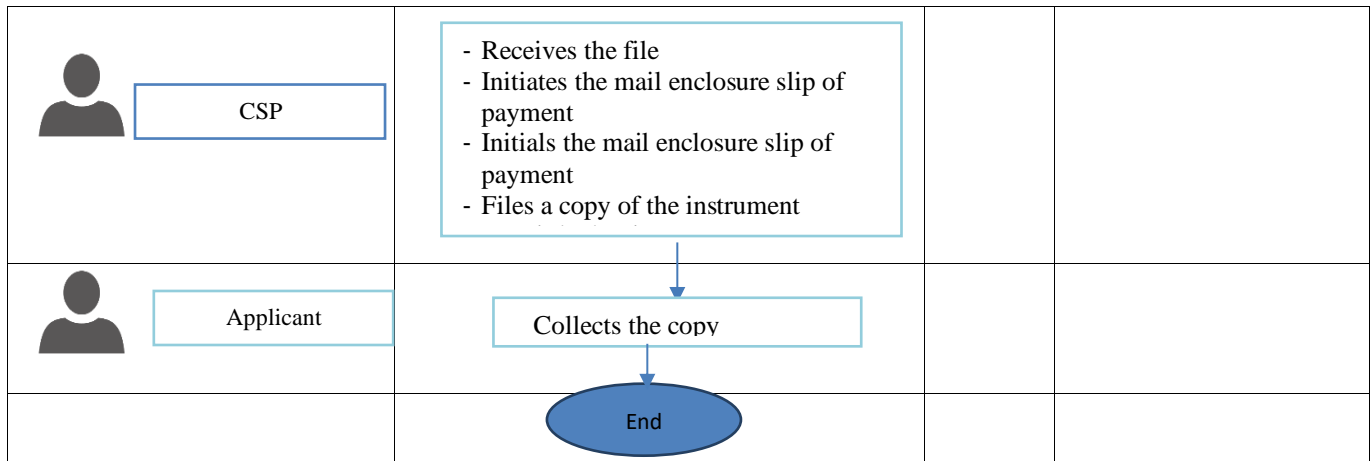 CSP
- Receives the file
- Initiates the mail enclosure slip of
payment
- Initials the mail enclosure slip of
payment
- Files a copy of the instrument
Applicant
Collects the copy
End